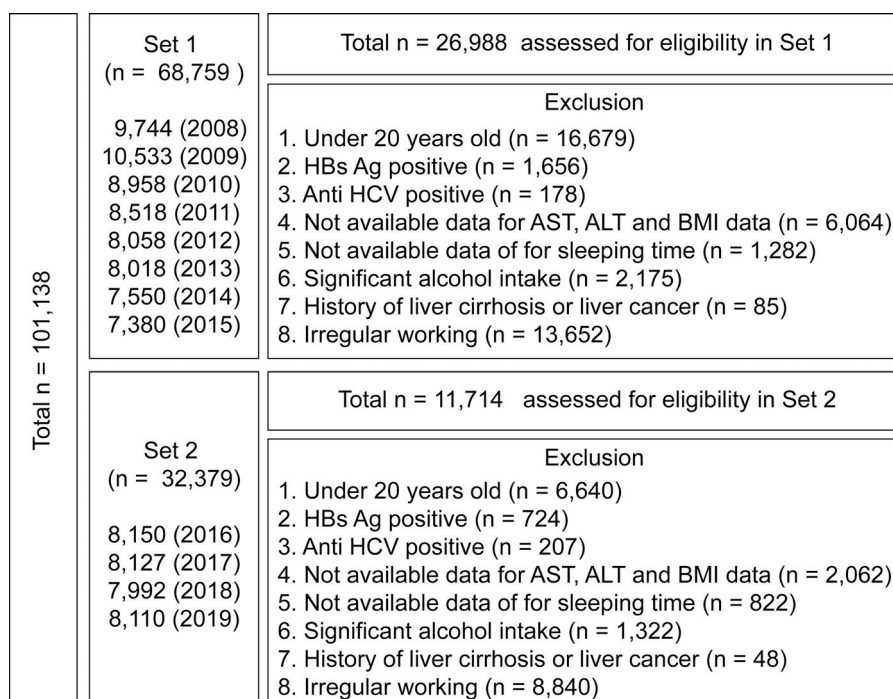 Total n = 101,138
Set 1
(n = 68,759 )
9,744 (2008)
10,533 (2009)
8,958 (2010)
8,518 (2011)
8,058 (2012)
8,018 (2013)
7,550 (2014)
7,380 (2015)
Total n = 26,988 assessed for eligibility in Set 1
Exclusion
1. Under 20 years old (n = 16,679)
2. HBs Ag positive (n = 1,656)
3. Anti HCV positive (n = 178)
4. Not available data for AST, ALT and BMI data (n = 6,064)
5. Not available data of for sleeping time (n = 1,282)
6. Significant alcohol intake (n = 2,175)
7. History of liver cirrhosis or liver cancer (n = 85)
8. Irregular working (n = 13,652)
Set 2
(n = 32,379)
8,150 (2016)
8,127 (2017)
7,992 (2018)
8,110 (2019)
Total n = 11,714 assessed for eligibility in Set 2
Exclusion
1. Under 20 years old (n = 6,640)
2. HBs Ag positive (n = 724)
3. Anti HCV positive (n = 207)
4. Not available data for AST, ALT and BMI data (n = 2,062)
5. Not available data of for sleeping time (n = 822)
6. Significant alcohol intake (n = 1,322)
7. History of liver cirrhosis or liver cancer (n = 48)
8. Irregular working (n = 8,840)